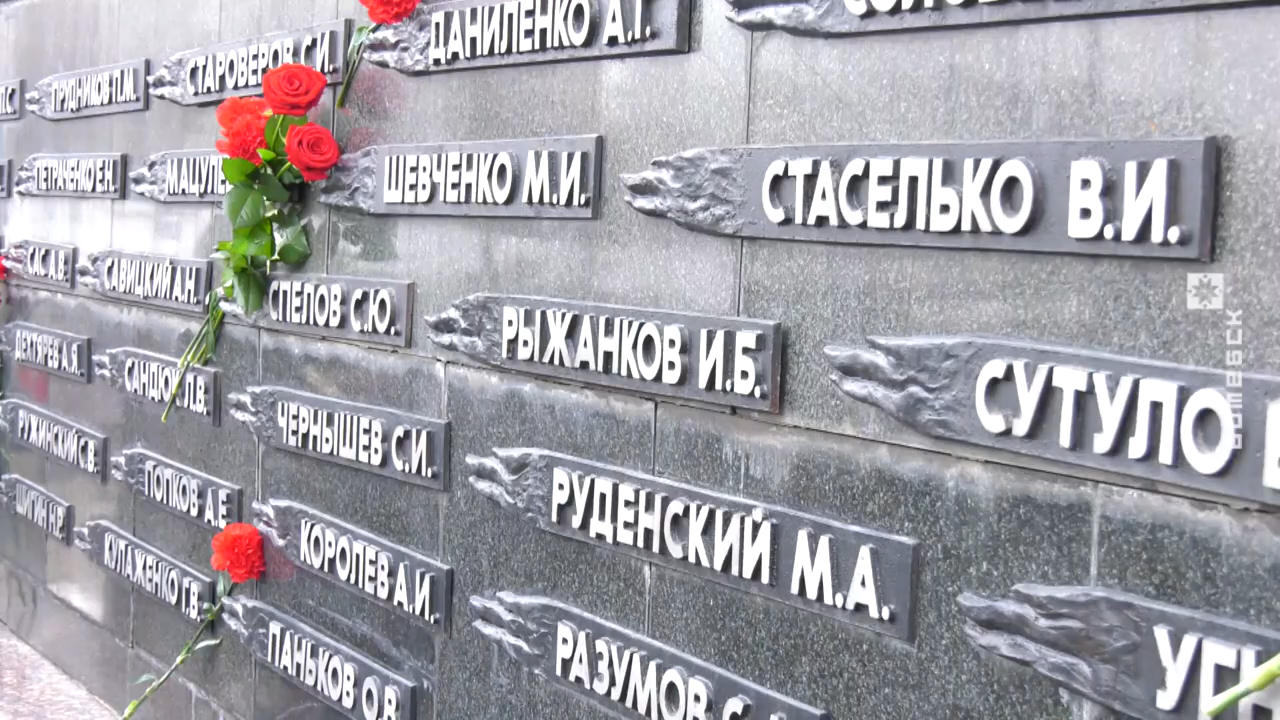 ДАНИЛЕНКО А.Г.
СТАРОВЕРОВ С.И.
ПРУДНИКОВ П.М.
ПЕТРАЧЕНКО Е.Н.
ШЕВЧЕНКО М.И.
СТАСЕЛЬКО В.И.
САС А.В.
САВИЦКИЙ А.Н.
СПЕЛОВ С.Ю.
РЫЖАНКОВ И.Б.
СУТУЛО
ДЕХТЯРЕВ А.Я.
САНДЮК Л.В.
ЧЕРНЫШЕВ С.И.
РУДЕНСКИЙ М.А.
РУЖИНСКИЙ С.В.
ПОПКОВ А.Е.
КОРОЛЕВ А.И.
РАЗУМОВ
ШИГИН Н.Р.
КУЛАЖЕНКО Г.В.
ПАНЬКОВ О.В.